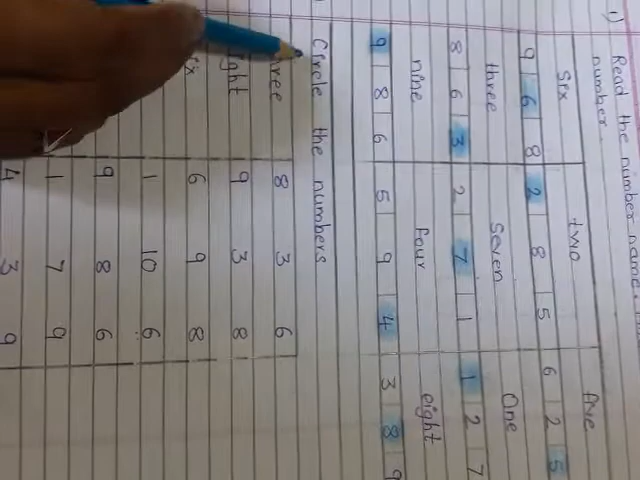 1) Read the number name.
number.
six two five
9 6 8 2 8 5 6 2 5
three seven One
8 6 3 2 7 1 1 2 7
nine four eight
9 8 6 5 9 4 3 8 9
Circle the numbers
hree 8 3 6
ight 9 3 8
ix 6 9 8
1 10 6
9 8 6
1 7 9
4 3 9